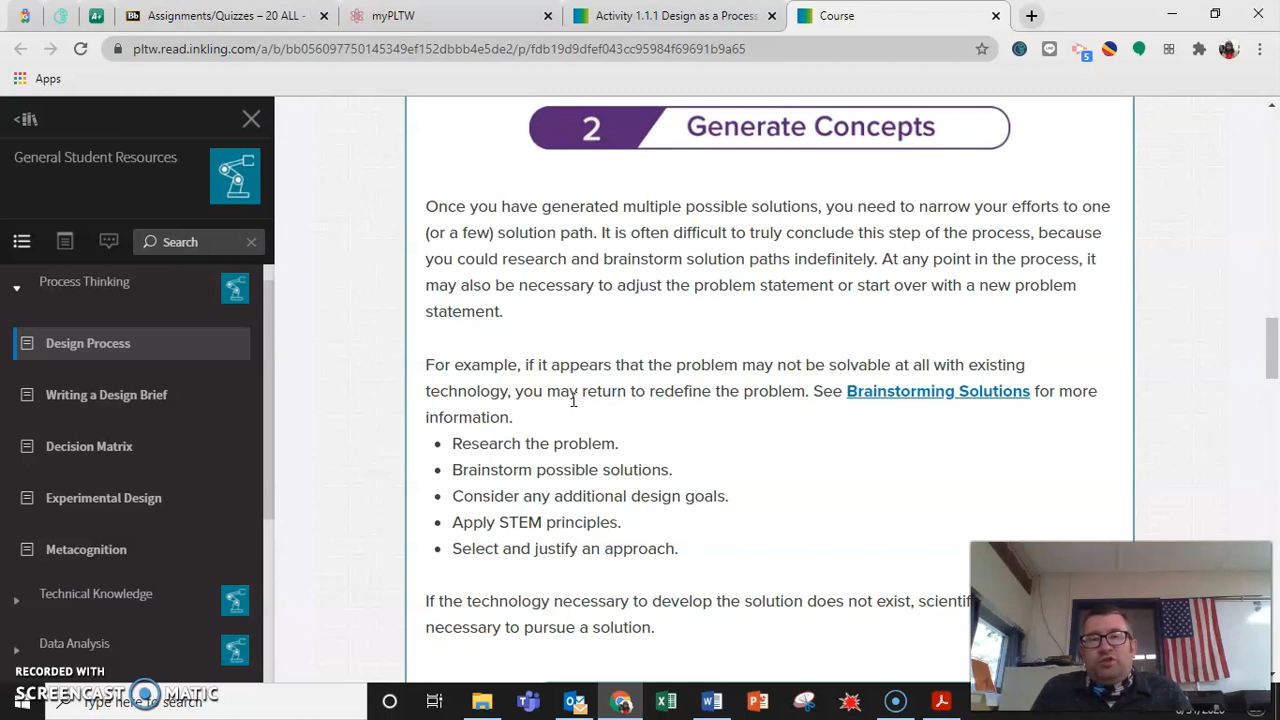 Assignments/Quizzes – 20 ALL -
myPLTW
Activity 1.1.1 Design as a Process
Course
pltw.read.inkling.com/a/b/bb056097750145349ef152dbbb4e5de2/p/fdb19d9dfef043cc95984f69691b9a65
Apps
General Student Resources
Search
Process Thinking
Design Process
Writing a Design Brief
Decision Matrix
Experimental Design
Metacognition
Technical Knowledge
Data Analysis
2 Generate Concepts
Once you have generated multiple possible solutions, you need to narrow your efforts to one
(or a few) solution path. It is often difficult to truly conclude this step of the process, because
you could research and brainstorm solution paths indefinitely. At any point in the process, it
may also be necessary to adjust the problem statement or start over with a new problem
statement.
For example, if it appears that the problem may not be solvable at all with existing
technology, you may return to redefine the problem. See Brainstorming Solutions for more
information.
• Research the problem.
• Brainstorm possible solutions.
• Consider any additional design goals.
• Apply STEM principles.
• Select and justify an approach.
If the technology necessary to develop the solution does not exist, scientif
necessary to pursue a solution.
RECORDED WITH
SCREENCAST MATIC
Type here to search